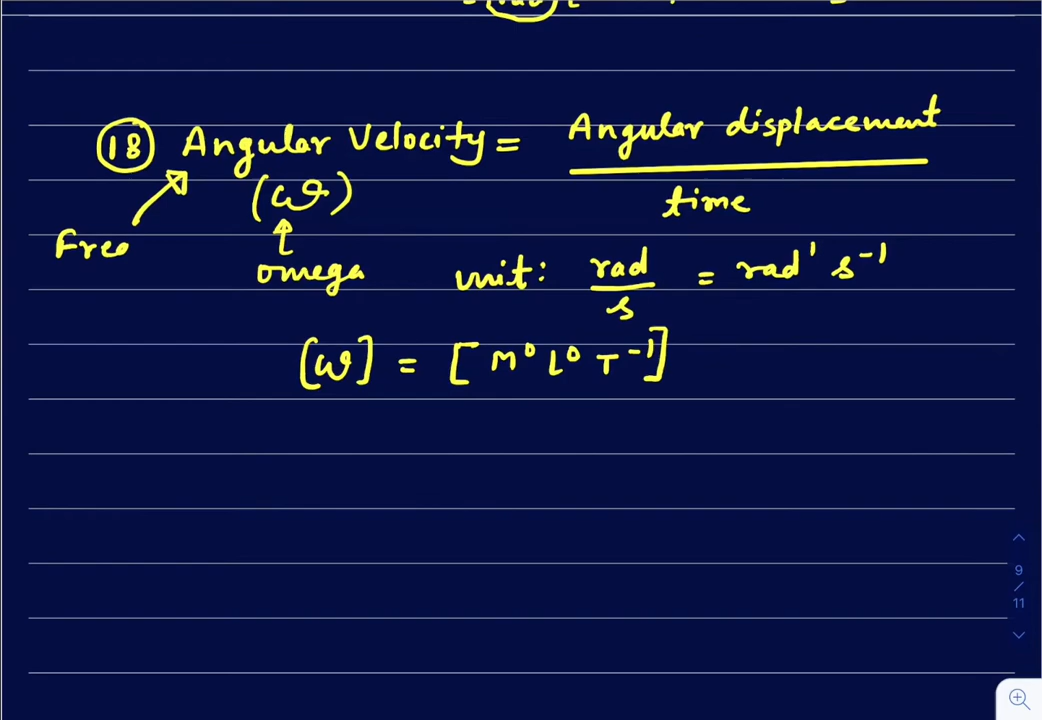 (18) Angular Velocity = Angular displacement / time
(ω)
Free
omega
unit: rad / s = rad¹ s⁻¹
[ω] = [M⁰ L⁰ T⁻¹]
9
/
11